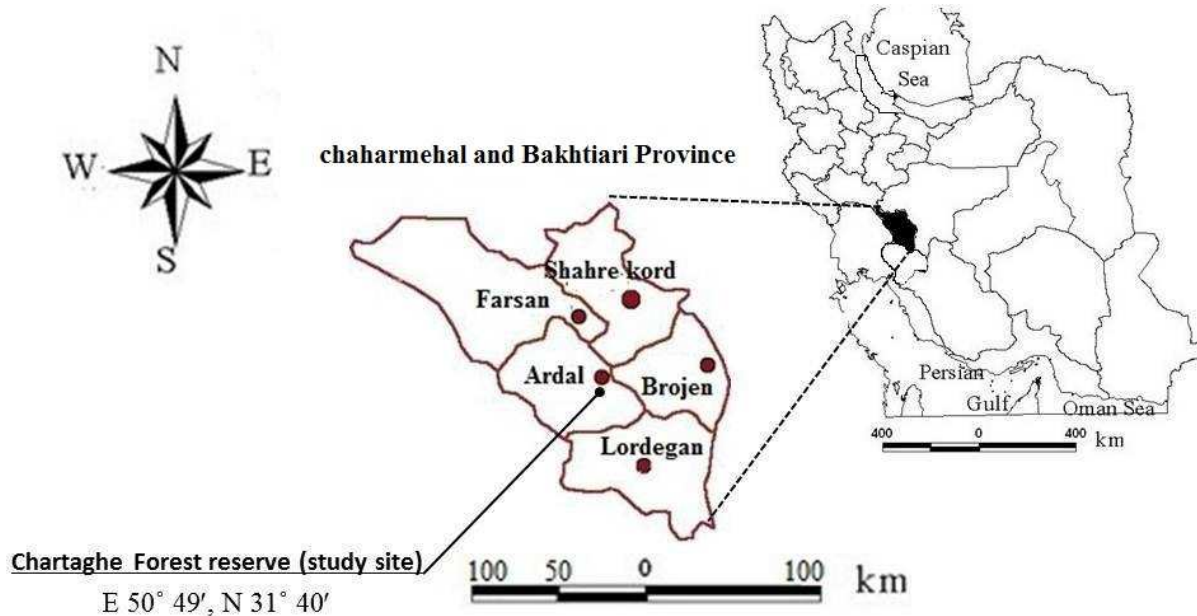 N
W E
S
chaharmehal and Bakhtiari Province
Caspian
Sea
Shahre kord
Farsan
Ardal
Brojen
Lordegan
Persian
Gulf
Oman Sea
400 0 400
km
Chartaghe Forest reserve (study site)
E 50° 49′, N 31° 40′
100 50 0 100
km